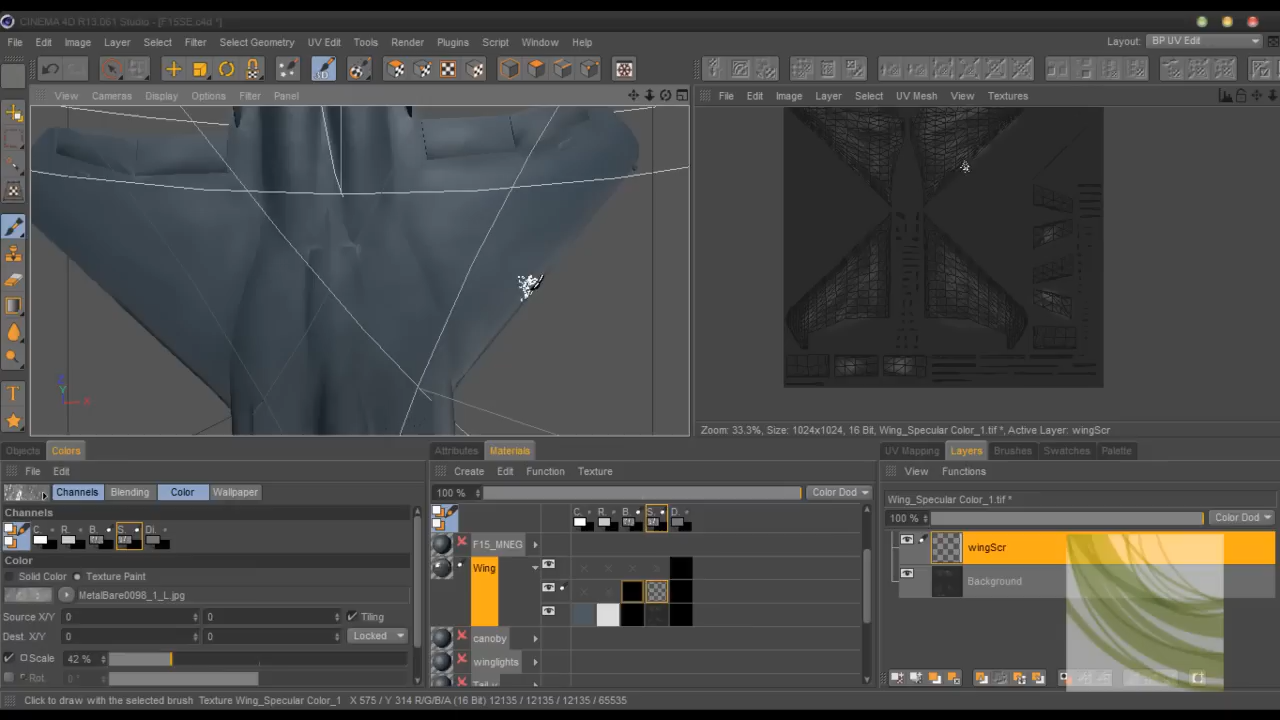 CINEMA 4D R13.061 Studio - [F15SE.c4d *]
File Edit Image Layer Select Filter Select Geometry UV Edit Tools Render Plugins Script Window Help
Layout: BP UV Edit
View Cameras Display Options Filter Panel
File Edit Image Layer Select UV Mesh View Textures
Zoom: 33.3%, Size: 1024x1024, 16 Bit, Wing_Specular Color_1.tif *, Active Layer: wingScr
Objects Colors
Attributes Materials
UV Mapping Layers Brushes Swatches Palette
File Edit
Create Edit Function Texture
View Functions
Channels Blending Color Wallpaper
100 % Color Dod
Wing_Specular Color_1.tif *
Channels
C. R. B. S. Di.
C. R. B. S. D.
100 % Color Dod
F15_MNEG
wingScr
Color
Wing
Solid Color Texture Paint
Background
MetalBare0098_1_L.jpg
Source X/Y 0 0 Tiling
Dest. X/Y 0 0 Locked
canoby
Scale 42 %
winglights
Rot. 0 °
Click to draw with the selected brush Texture Wing_Specular Color_1 X 575 / Y 314 R/G/B/A (16 Bit) 12135 / 12135 / 12135 / 65535